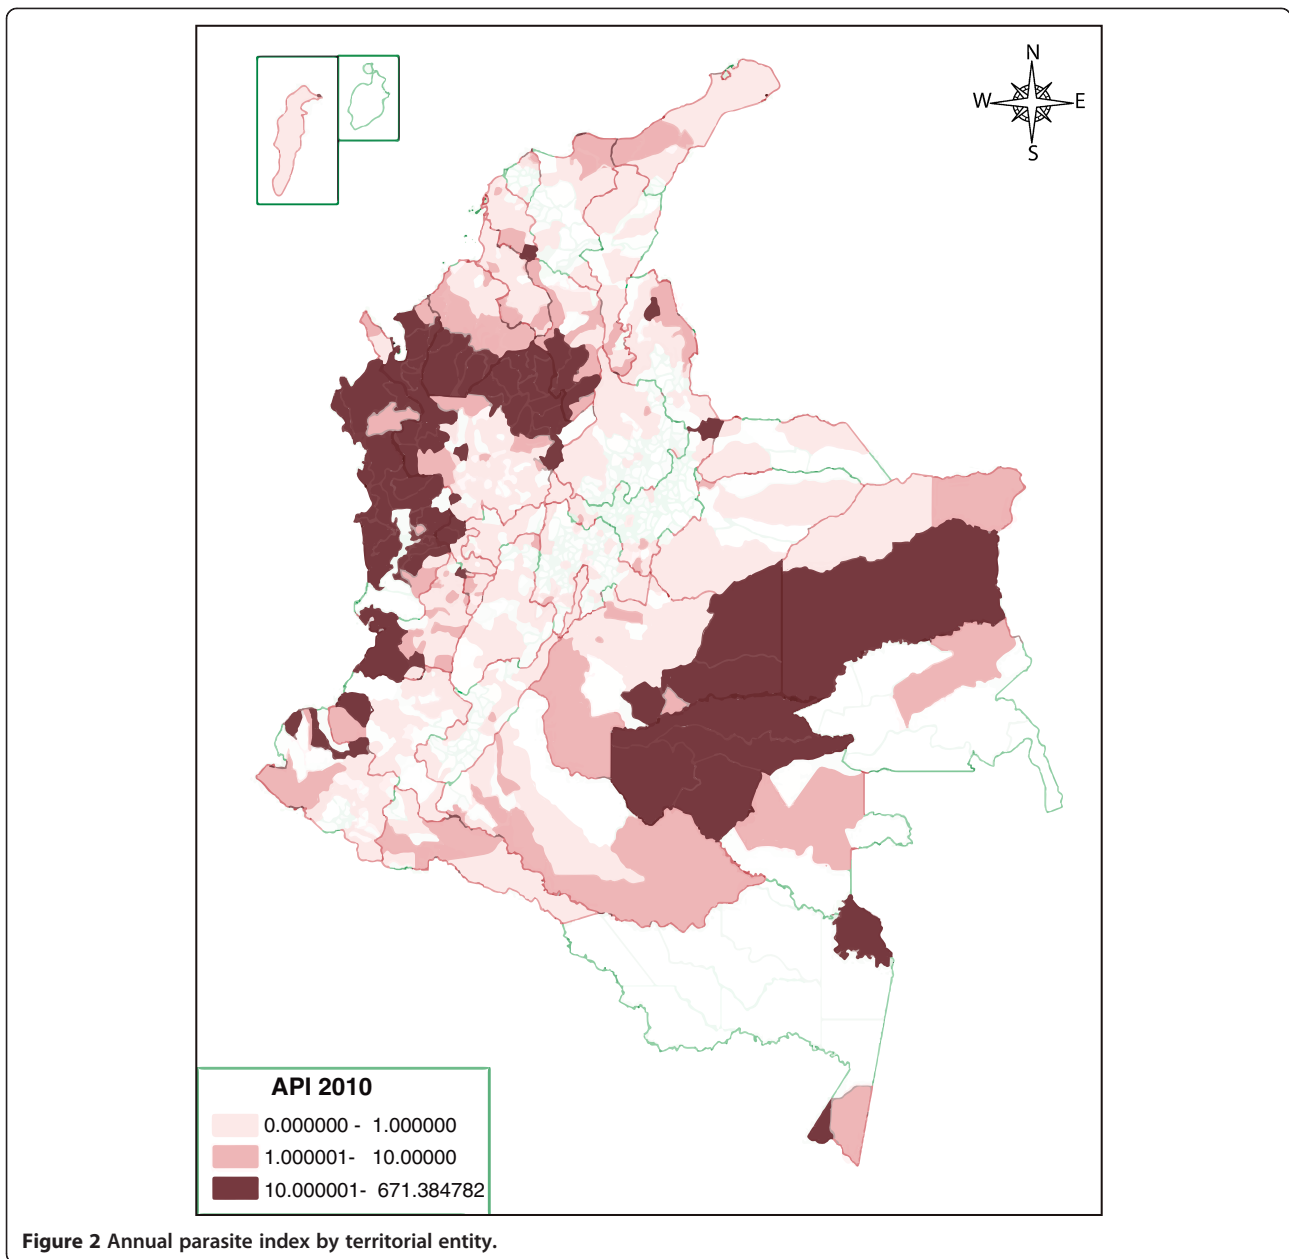 N
W E
S
API 2010
0.000000 - 1.000000
1.000001- 10.00000
10.000001- 671.384782
Figure 2 Annual parasite index by territorial entity.